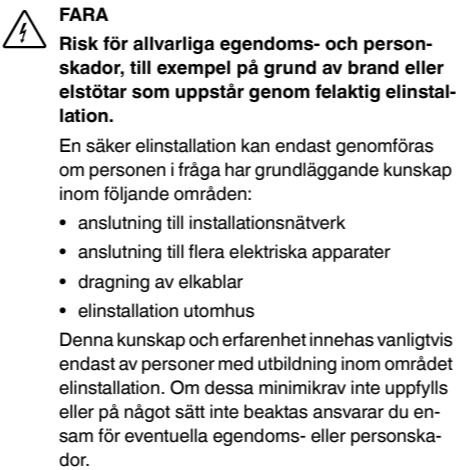 FARA
Risk för allvarliga egendoms- och person-
skador, till exempel på grund av brand eller
elstötar som uppstår genom felaktig elinstal-
lation.
En säker elinstallation kan endast genomföras
om personen i fråga har grundläggande kunskap
inom följande områden:
• anslutning till installationsnätverk
• anslutning till flera elektriska apparater
• dragning av elkablar
• elinstallation utomhus
Denna kunskap och erfarenhet innehas vanligtvis
endast av personer med utbildning inom området
elinstallation. Om dessa minimikrav inte uppfylls
eller på något sätt inte beaktas ansvarar du en-
sam för eventuella egendoms- eller personska-
dor.